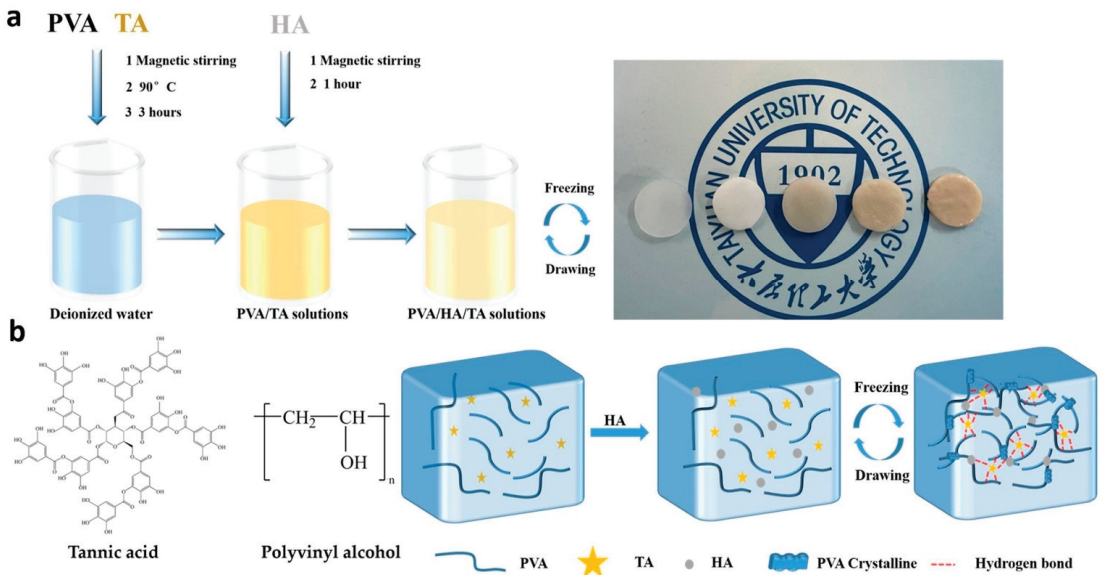 a
PVA TA
HA
1 Magnetic stirring
2 90° C
3 3 hours
1 Magnetic stirring
2 1 hour
Deionized water
PVA/TA solutions
PVA/HA/TA solutions
Freezing
Drawing
TAIYUAN UNIVERSITY OF TECHNOLOGY
1902
太原理工大学
b
Tannic acid
OH
CH₂
CH
OH
n
Polyvinyl alcohol
HA
Freezing
Drawing
PVA
TA
HA
PVA Crystalline
Hydrogen bond